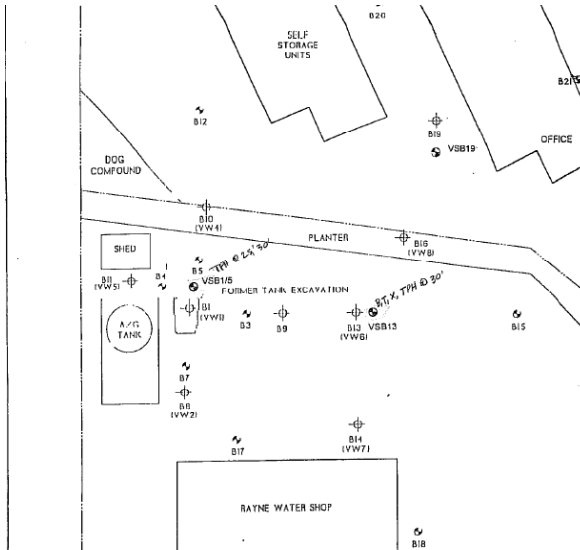 B20
SELF
STORAGE
UNITS
B21
B12
B19
VSB19
OFFICE
DOG
COMPOUND
B10
(VW4)
PLANTER
B16
(VW8)
SHED
B4
B5
TPH @ 25', 30'
B11
(VW5)
VSB1/5
FORMER TANK EXCAVATION
BT, X, TPH @ 30'
A/G
TANK
B1
(VW1)
B3
B9
B13
(VW6)
VSB13
B15
B7
B8
(VW2)
B14
(VW7)
B17
RAYNE WATER SHOP
B18